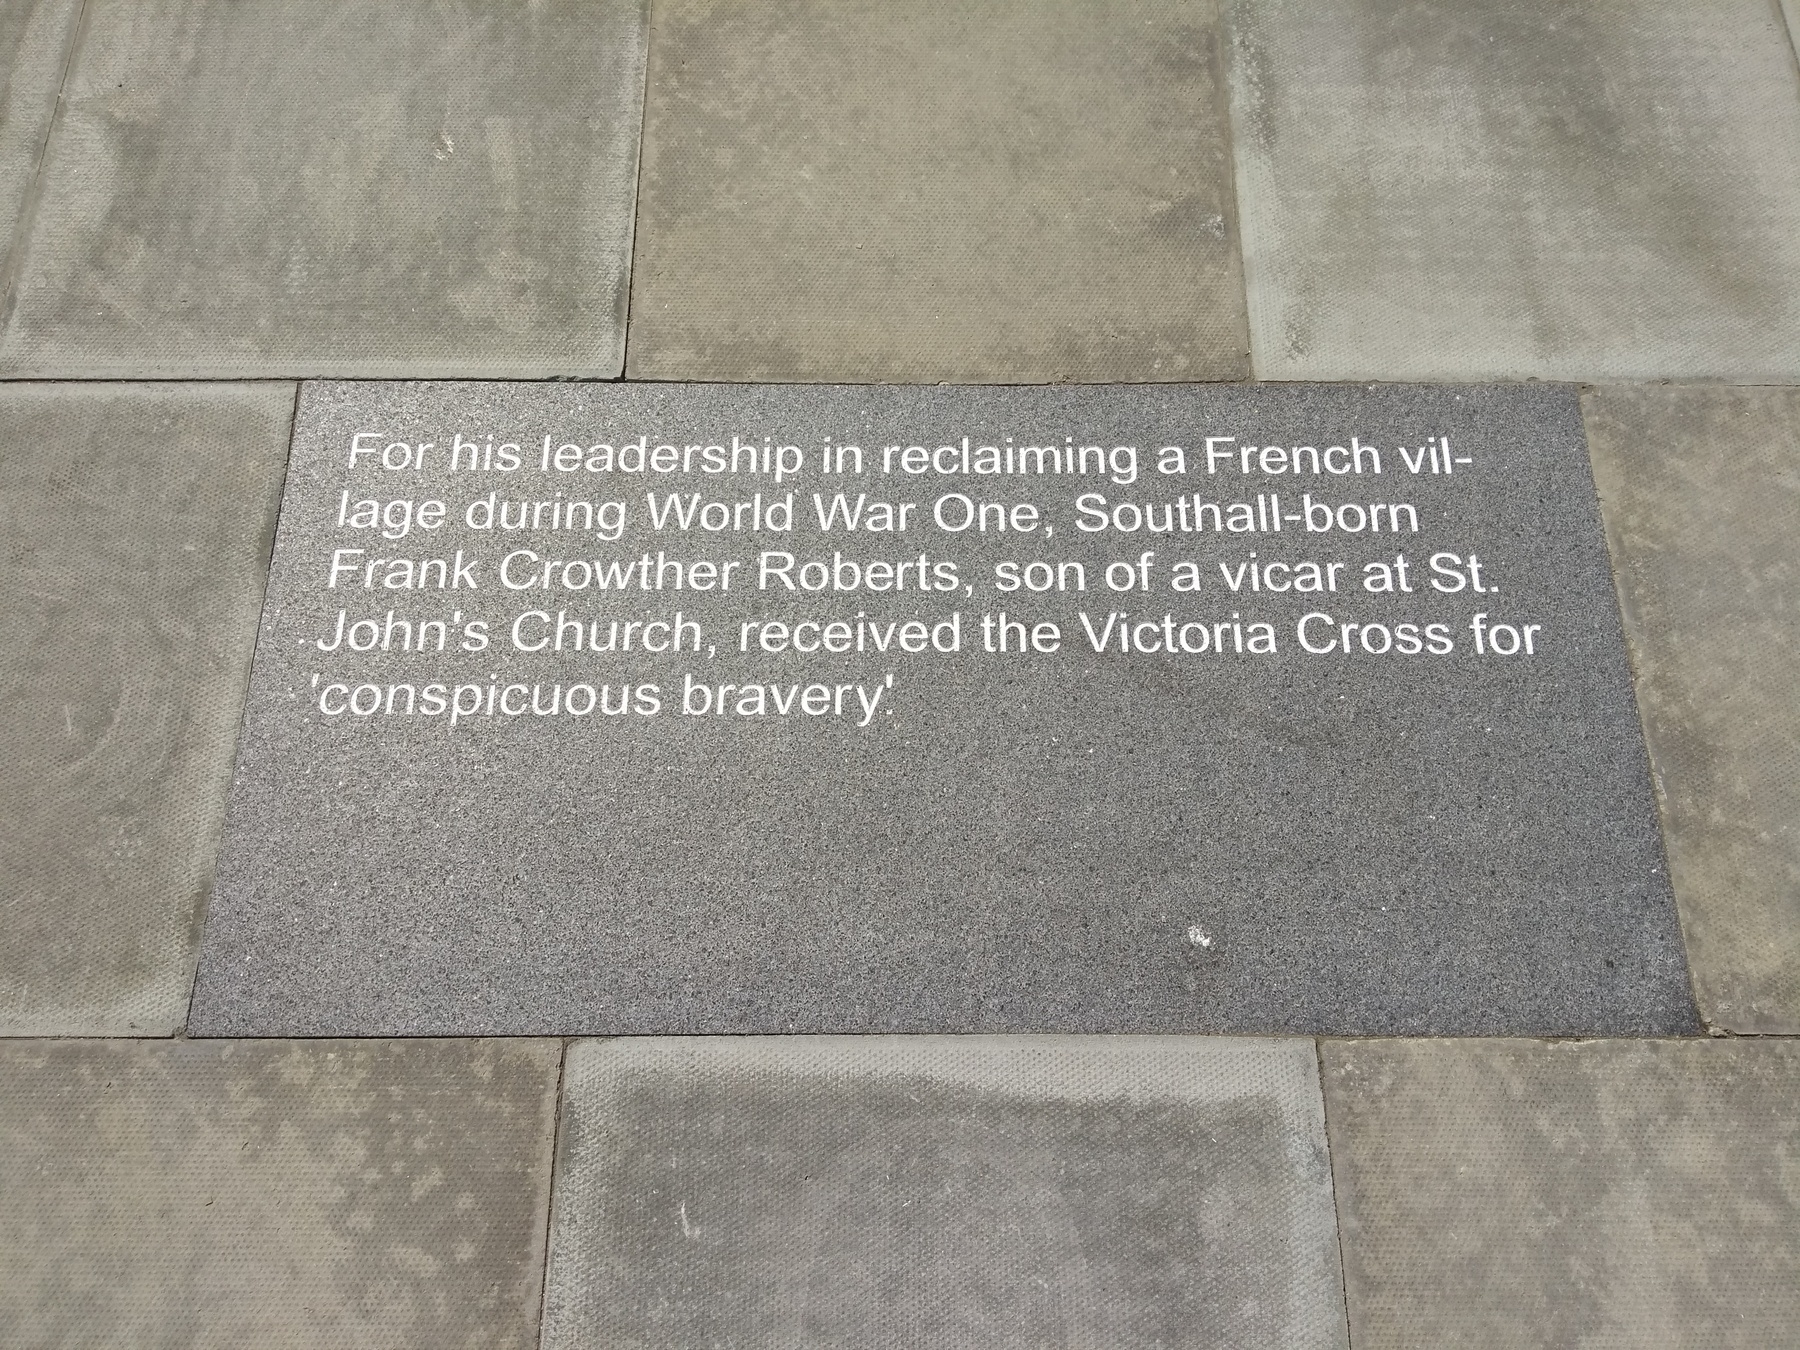 For his leadership in reclaiming a French vil-
lage during World War One, Southall-born
Frank Crowther Roberts, son of a vicar at St.
John's Church, received the Victoria Cross for
'conspicuous bravery'.